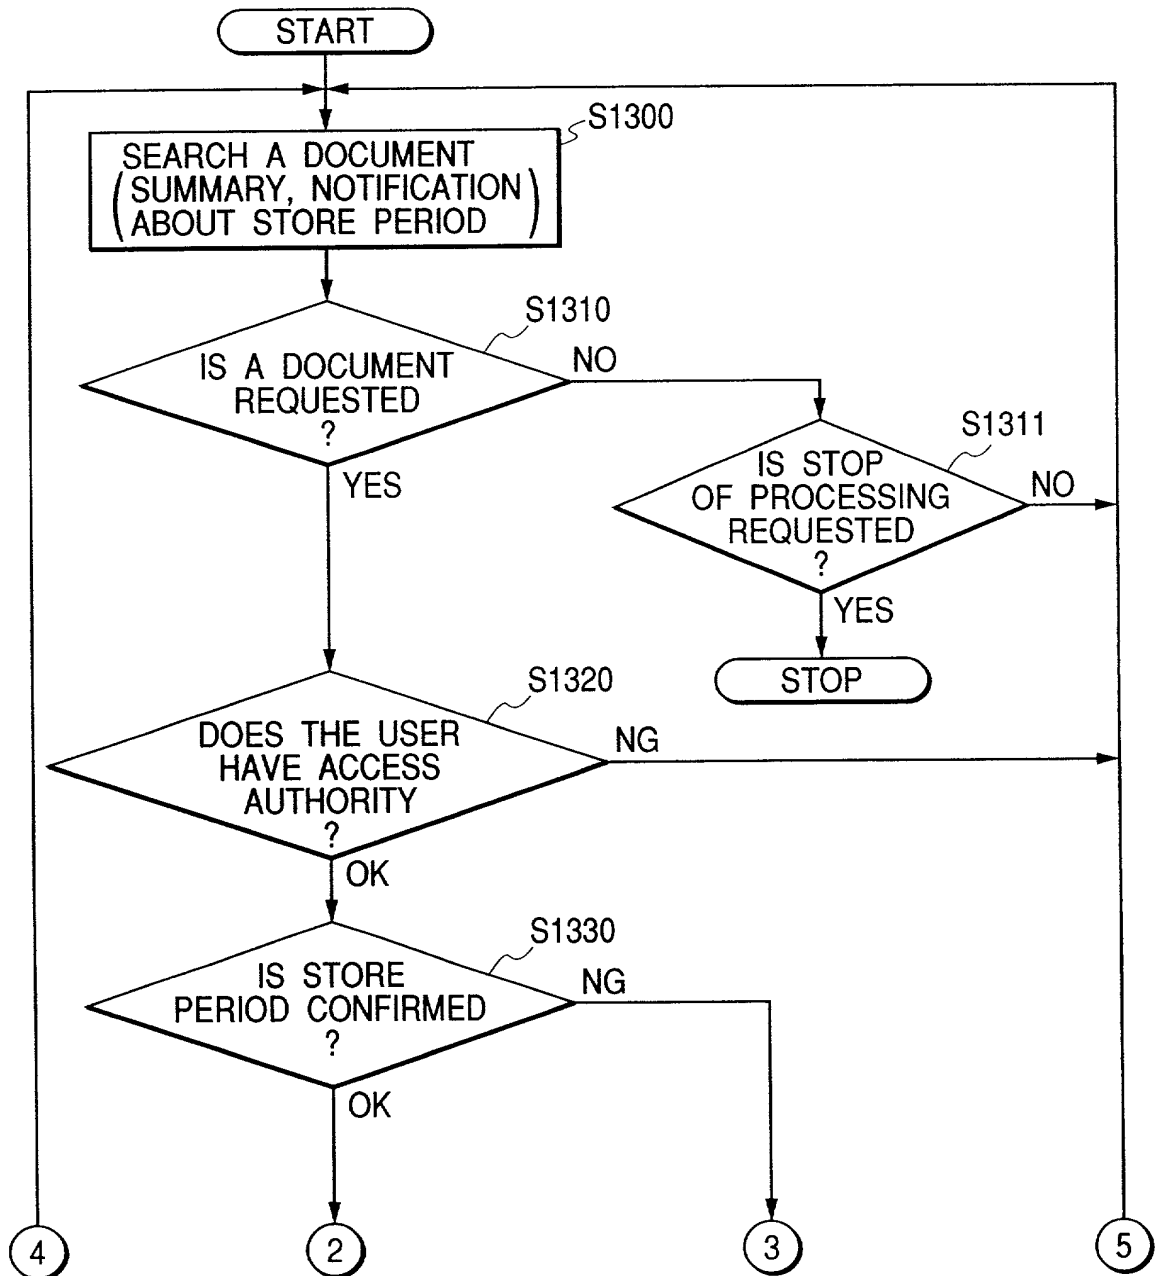 START
S1300
SEARCH A DOCUMENT
(SUMMARY, NOTIFICATION
ABOUT STORE PERIOD)
S1310
IS A DOCUMENT
REQUESTED
?
NO
YES
S1311
IS STOP
OF PROCESSING
REQUESTED
?
NO
YES
STOP
S1320
DOES THE USER
HAVE ACCESS
AUTHORITY
?
NG
OK
S1330
IS STORE
PERIOD CONFIRMED
?
NG
OK
4
2
3
5